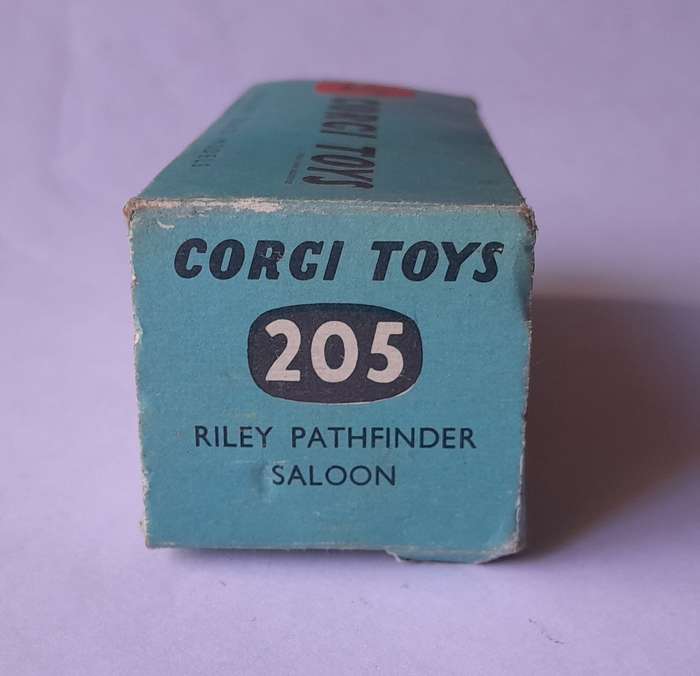 CORGI TOYS
CORGI TOYS
205
RILEY PATHFINDER
SALOON